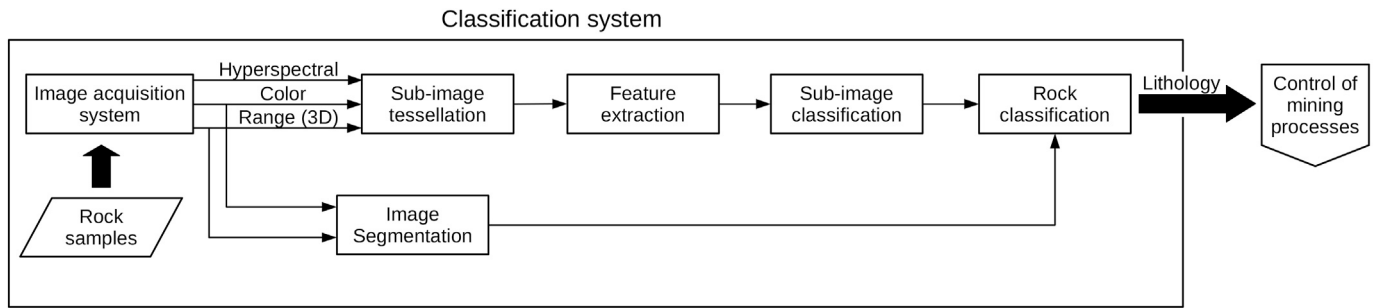 Classification system
Hyperspectral
Color
Range (3D)
Image acquisition
system
Sub-image
tessellation
Feature
extraction
Sub-image
classification
Rock
classification
Lithology
Control of
mining
processes
Rock
samples
Image
Segmentation